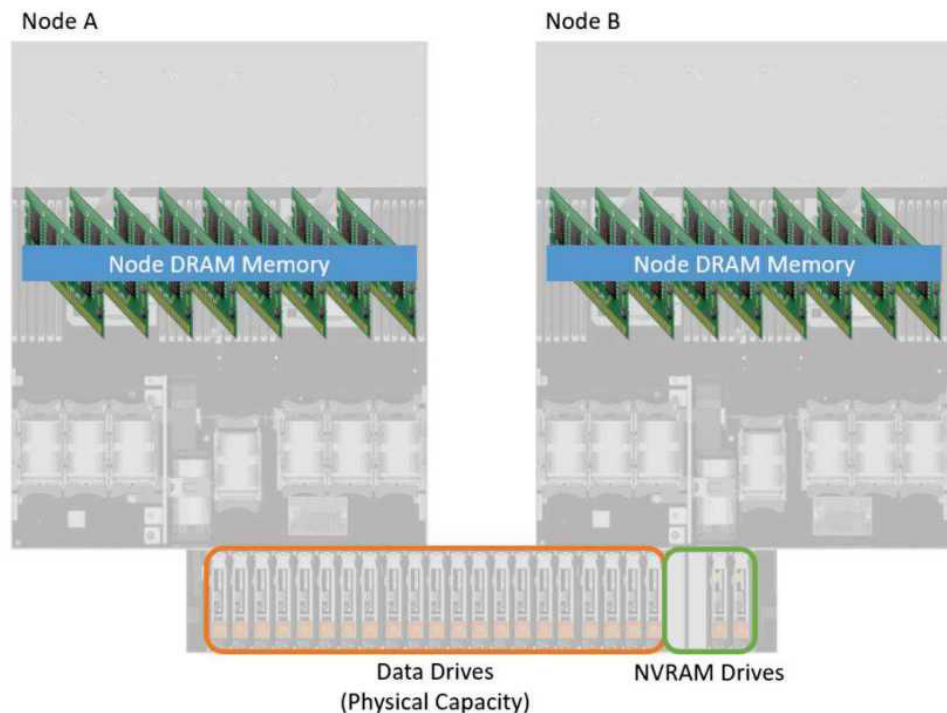 Node A
Node B
Node DRAM Memory
Node DRAM Memory
Data Drives
(Physical Capacity)
NVRAM Drives